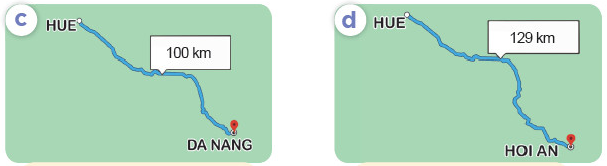 c
HUE
100 km
DA NANG
d
HUE
129 km
HOI AN